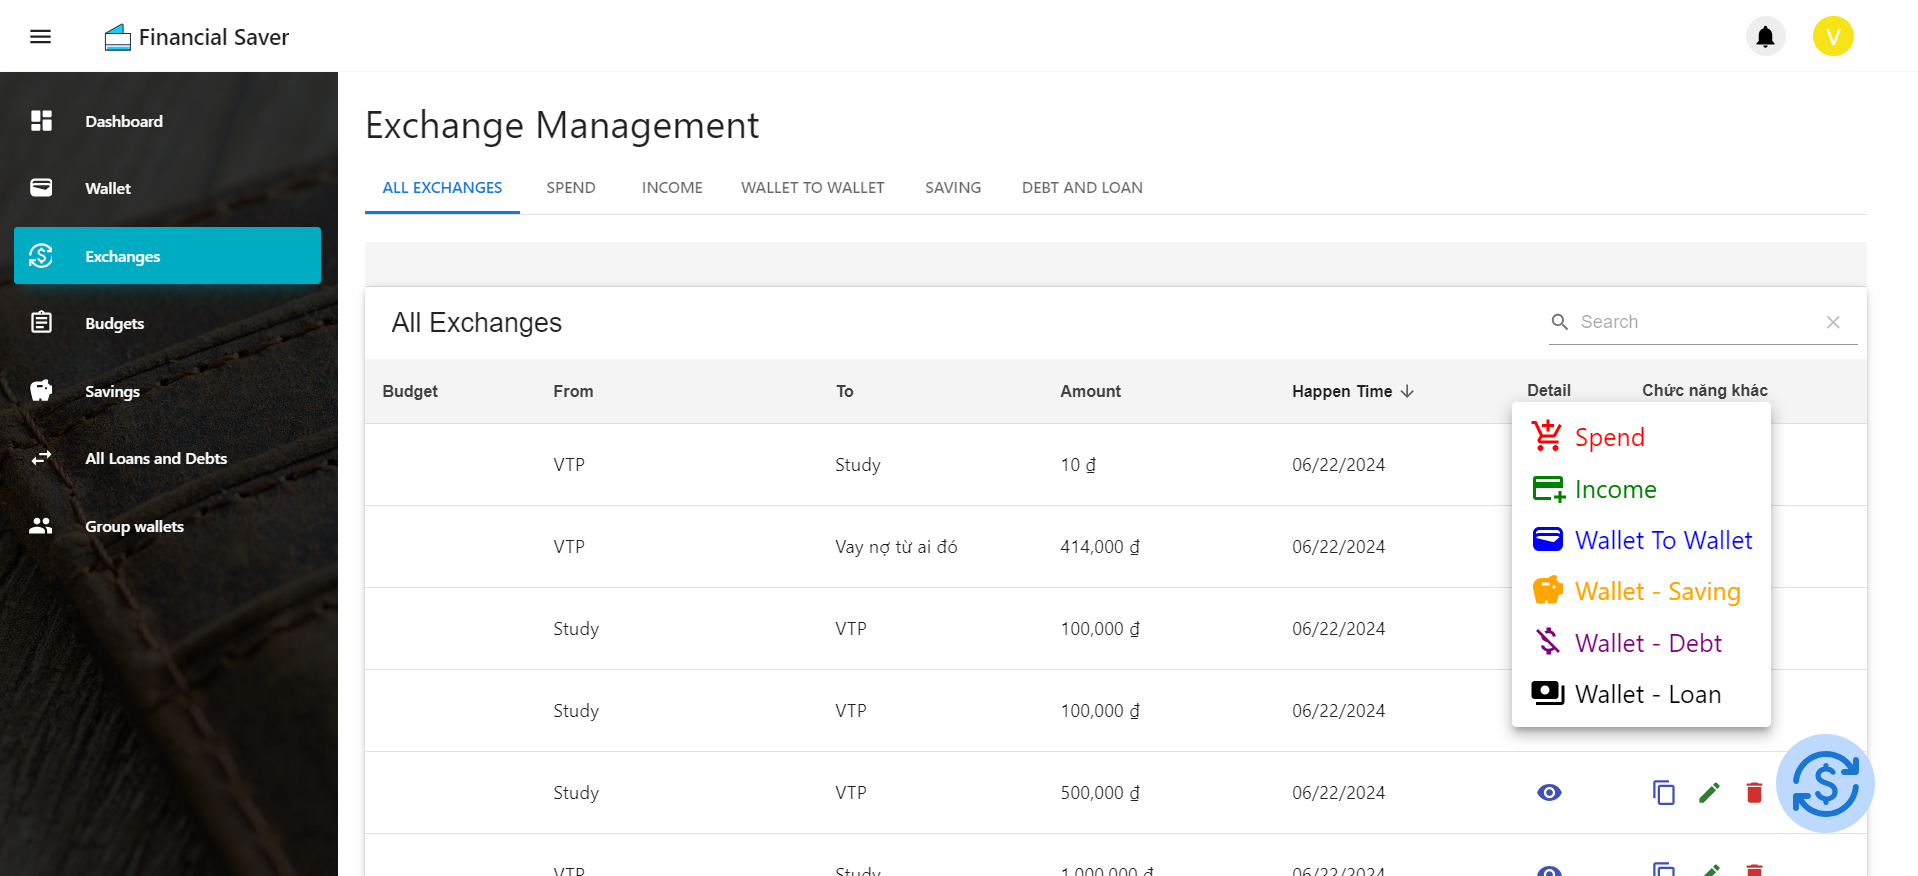 Financial Saver
V
Dashboard
Wallet
Exchanges
Budgets
Savings
All Loans and Debts
Group wallets
Exchange Management
ALL EXCHANGES SPEND INCOME WALLET TO WALLET SAVING DEBT AND LOAN
All Exchanges
Search
Budget From To Amount Happen Time Detail Chức năng khác
VTP Study 10 ₫ 06/22/2024
VTP Vay nợ từ ai đó 414,000 ₫ 06/22/2024
Study VTP 100,000 ₫ 06/22/2024
Study VTP 100,000 ₫ 06/22/2024
Study VTP 500,000 ₫ 06/22/2024
VTP Study 1,000,000 ₫ 06/22/2024
Spend
Income
Wallet To Wallet
Wallet - Saving
Wallet - Debt
Wallet - Loan